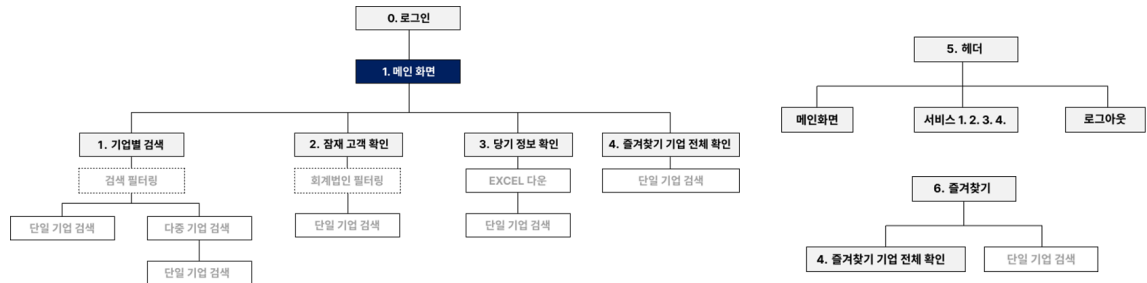 0. 로그인
1. 메인 화면
1. 기업별 검색
검색 필터링
단일 기업 검색
다중 기업 검색
단일 기업 검색
2. 잠재 고객 확인
회계법인 필터링
단일 기업 검색
3. 당기 정보 확인
EXCEL 다운
단일 기업 검색
4. 즐겨찾기 기업 전체 확인
단일 기업 검색
5. 헤더
메인화면
서비스 1. 2. 3. 4.
로그아웃
6. 즐겨찾기
4. 즐겨찾기 기업 전체 확인
단일 기업 검색